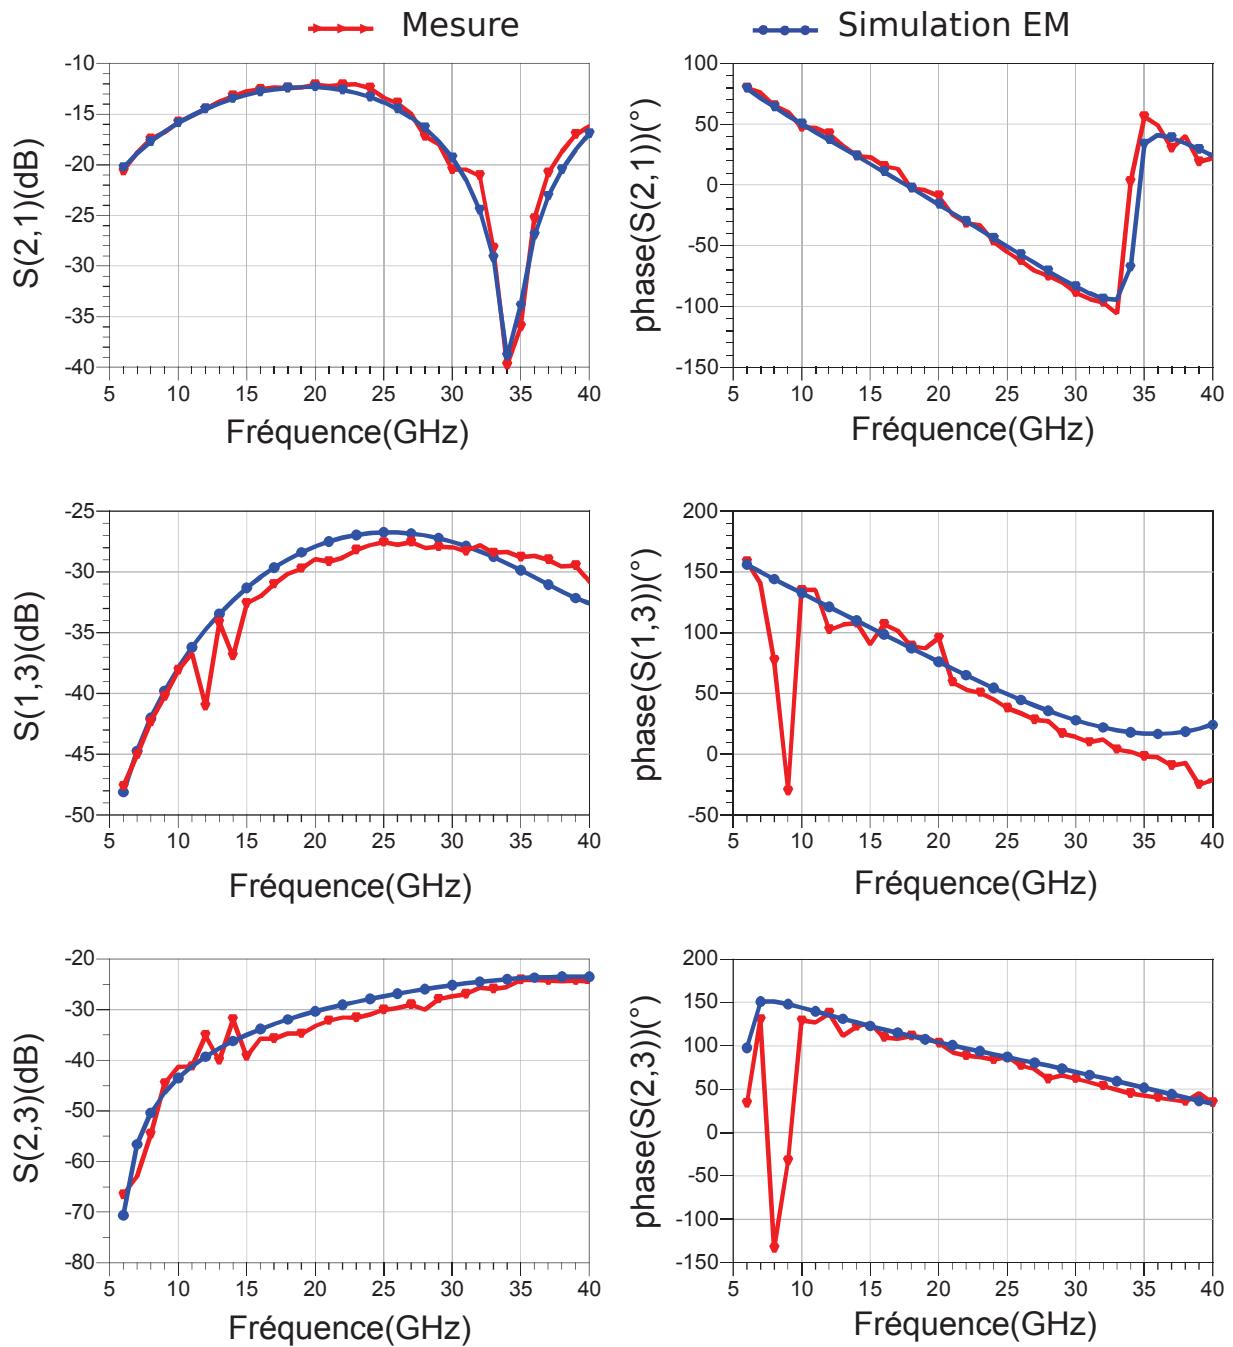 Mesure
Simulation EM
S(2,1)(dB)
-10
-15
-20
-25
-30
-35
-40
5 10 15 20 25 30 35 40
Fréquence(GHz)
phase(S(2,1))(°)
100
50
0
-50
-100
-150
5 10 15 20 25 30 35 40
Fréquence(GHz)
S(1,3)(dB)
-25
-30
-35
-40
-45
-50
5 10 15 20 25 30 35 40
Fréquence(GHz)
phase(S(1,3))(°)
200
150
100
50
0
-50
5 10 15 20 25 30 35 40
Fréquence(GHz)
S(2,3)(dB)
-20
-30
-40
-50
-60
-70
-80
5 10 15 20 25 30 35 40
Fréquence(GHz)
phase(S(2,3))(°)
200
150
100
50
0
-50
-100
-150
5 10 15 20 25 30 35 40
Fréquence(GHz)